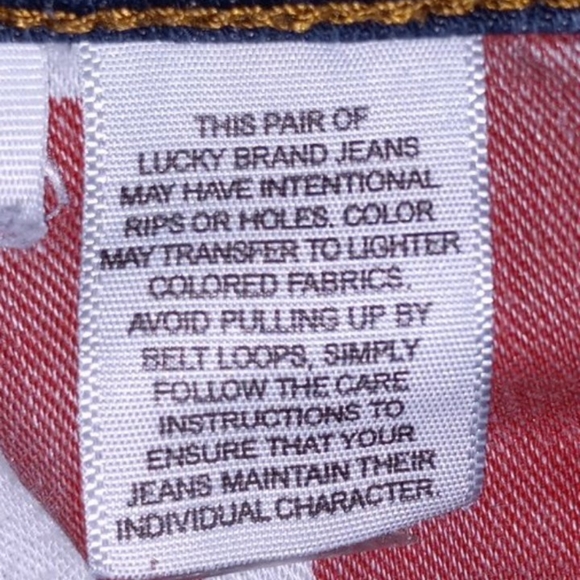 THIS PAIR OF
LUCKY BRAND JEANS
MAY HAVE INTENTIONAL
RIPS OR HOLES. COLOR
MAY TRANSFER TO LIGHTER
COLORED FABRICS.
AVOID PULLING UP BY
BELT LOOPS, SIMPLY
FOLLOW THE CARE
INSTRUCTIONS TO
ENSURE THAT YOUR
JEANS MAINTAIN THEIR
INDIVIDUAL CHARACTER.